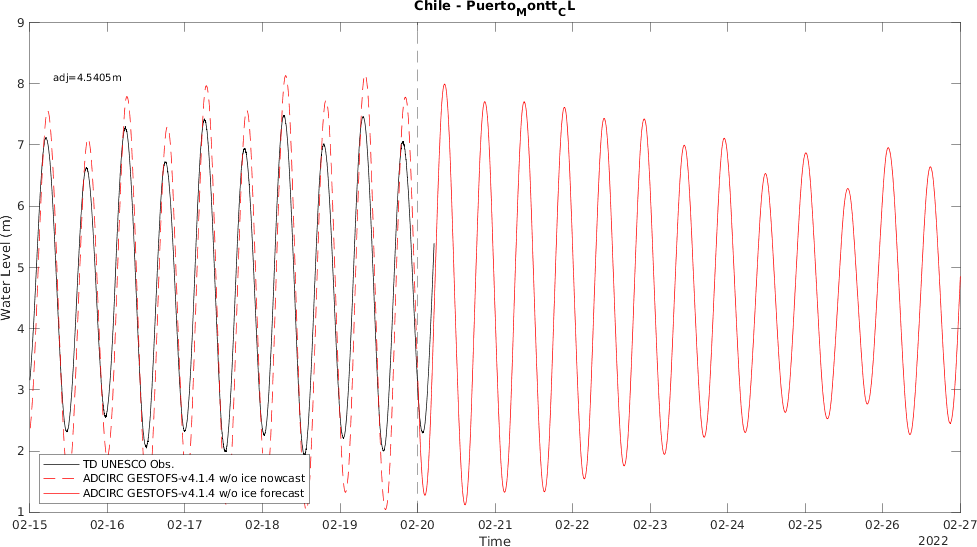 Chile - Puerto_Montt_CL
9
8
7
6
5
4
3
2
1
Water Level (m)
adj=4.5405m
TD UNESCO Obs.
ADCIRC GESTOFS-v4.1.4 w/o ice nowcast
ADCIRC GESTOFS-v4.1.4 w/o ice forecast
02-15 02-16 02-17 02-18 02-19 02-20 02-21 02-22 02-23 02-24 02-25 02-26 02-27
Time
2022